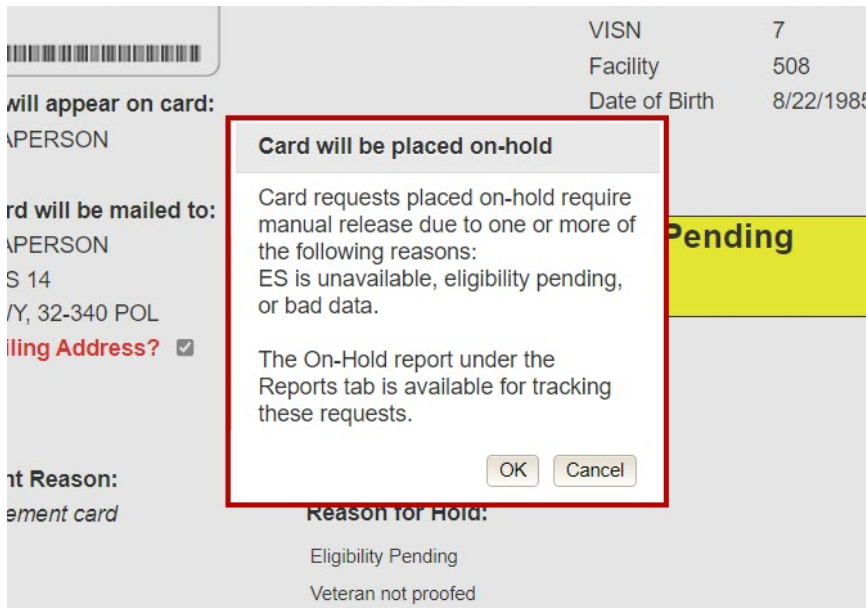 VISN 7
Facility 508
Date of Birth 8/22/1985
will appear on card:
APERSON
rd will be mailed to:
APERSON
S 14
/Y, 32-340 POL
iling Address?
Card will be placed on-hold
Card requests placed on-hold require
manual release due to one or more of
the following reasons:
ES is unavailable, eligibility pending,
or bad data.
The On-Hold report under the
Reports tab is available for tracking
these requests.
OK Cancel
Pending
nt Reason:
ement card
Reason for Hold:
Eligibility Pending
Veteran not proofed